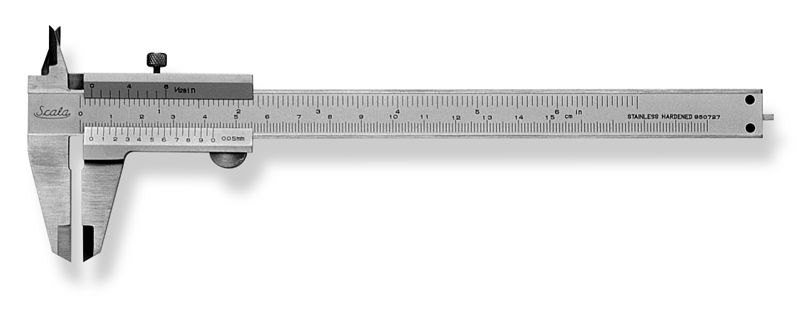 0 4 8 1/128 in
Scala
0 1 2 3 4 5 6 in
0 1 2 3 4 5 6 7 8 9 10 11 12 13 14 15 cm STAINLESS HARDENED 950727
0 1 2 3 4 5 6 7 8 9 0 0.05mm